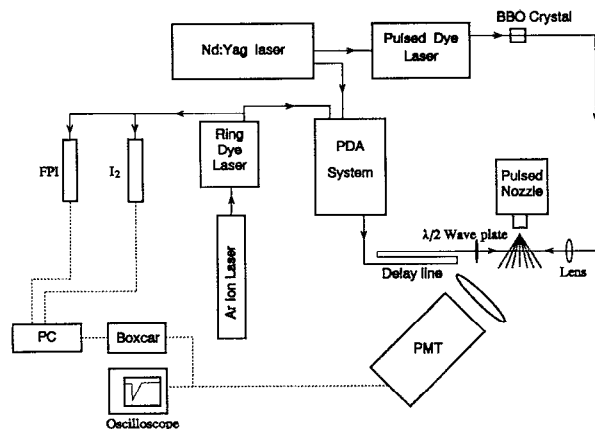 BBO Crystal
Nd:Yag laser
Pulsed Dye
Laser
Ring
Dye
Laser
PDA
System
FPI
I₂
Pulsed
Nozzle
λ/2 Wave plate
Lens
Delay line
Ar Ion Laser
PMT
PC
Boxcar
Oscilloscope